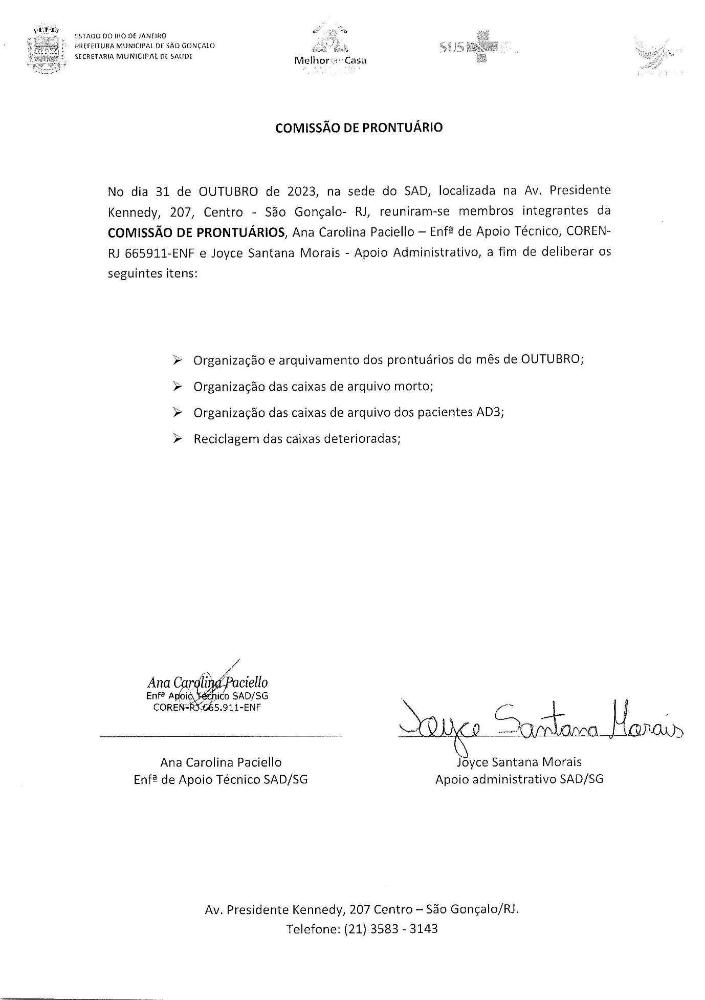 ESTADO DO RIO DE JANEIRO
PREFEITURA MUNICIPAL DE SÃO GONÇALO
SECRETARIA MUNICIPAL DE SAÚDE
Melhor em Casa
SUS
COMISSÃO DE PRONTUÁRIO
No dia 31 de OUTUBRO de 2023, na sede do SAD, localizada na Av. Presidente
Kennedy, 207, Centro - São Gonçalo- RJ, reuniram-se membros integrantes da
COMISSÃO DE PRONTUÁRIOS, Ana Carolina Paciello – Enfª de Apoio Técnico, COREN-
RJ 665911-ENF e Joyce Santana Morais - Apoio Administrativo, a fim de deliberar os
seguintes itens:
➢ Organização e arquivamento dos prontuários do mês de OUTUBRO;
➢ Organização das caixas de arquivo morto;
➢ Organização das caixas de arquivo dos pacientes AD3;
➢ Reciclagem das caixas deterioradas;
Ana Carolina Paciello
Enfª Apoio Técnico SAD/SG
COREN-RJ 665.911-ENF
Joyce Santana Morais
Ana Carolina Paciello
Enfª de Apoio Técnico SAD/SG
Joyce Santana Morais
Apoio administrativo SAD/SG
Av. Presidente Kennedy, 207 Centro – São Gonçalo/RJ.
Telefone: (21) 3583 - 3143